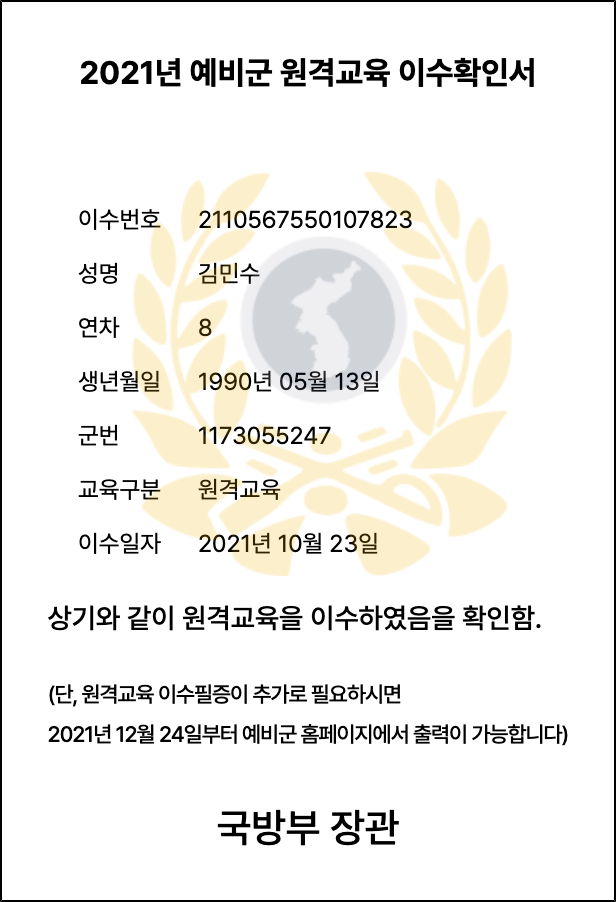 2021년 예비군 원격교육 이수확인서
이수번호 2110567550107823
성명 김민수
연차 8
생년월일 1990년 05월 13일
군번 1173055247
교육구분 원격교육
이수일자 2021년 10월 23일
상기와 같이 원격교육을 이수하였음을 확인함.
(단, 원격교육 이수필증이 추가로 필요하시면
2021년 12월 24일부터 예비군 홈페이지에서 출력이 가능합니다)
국방부 장관